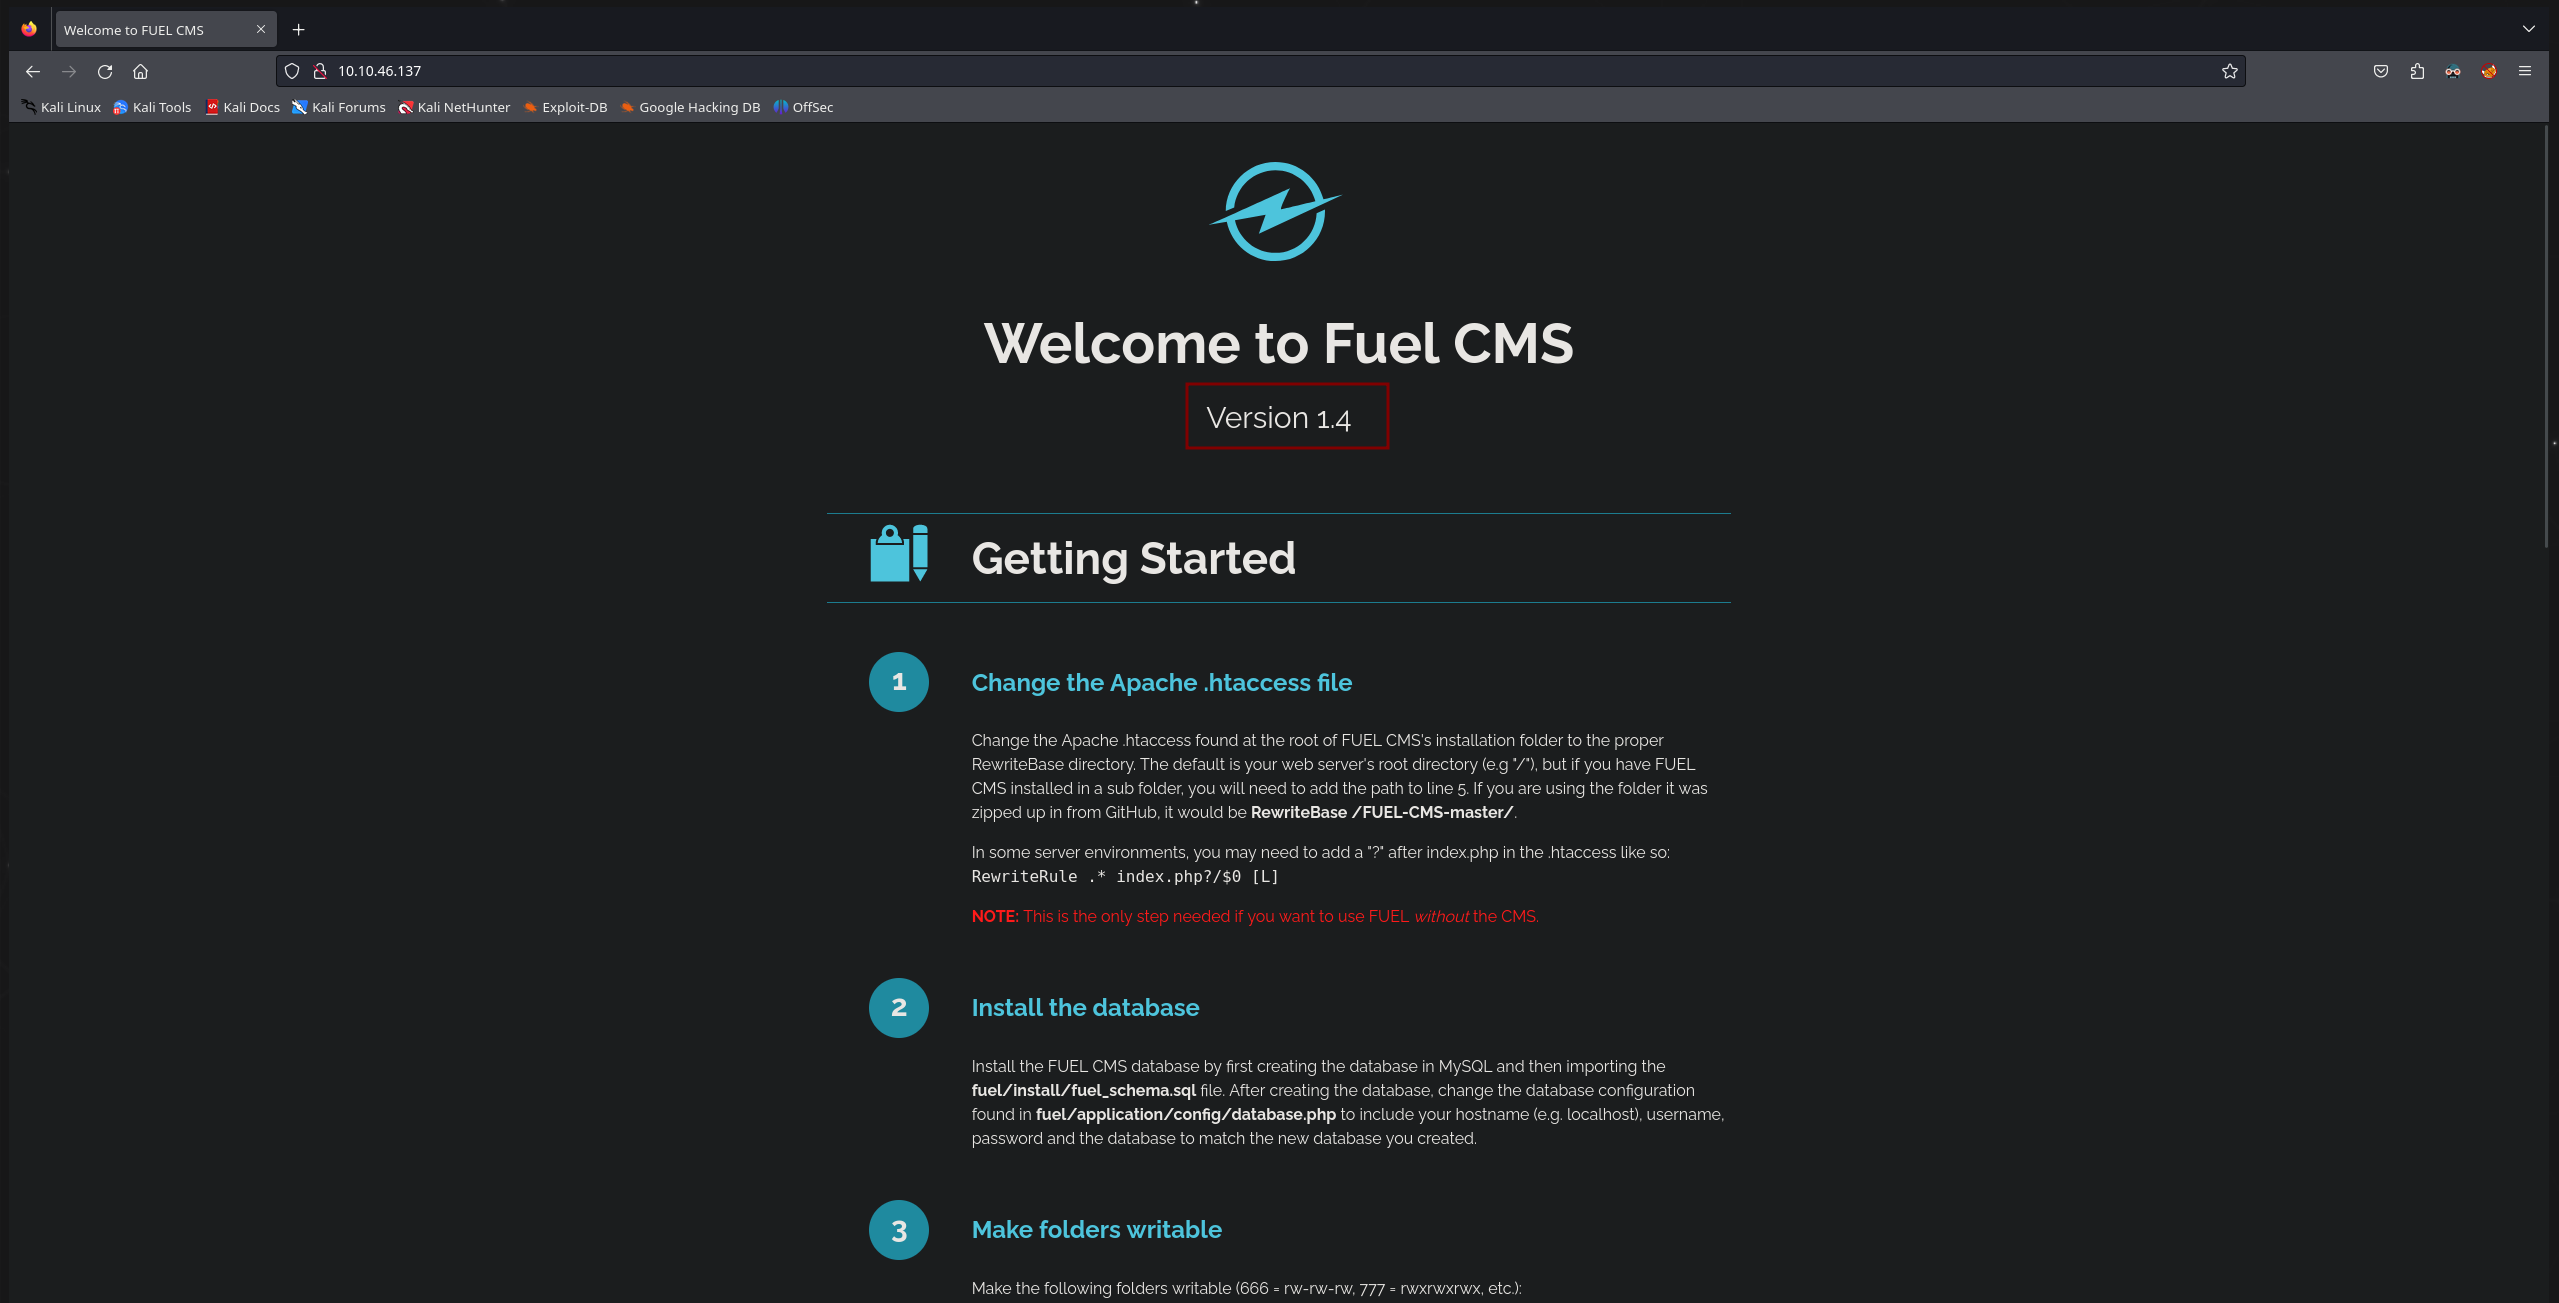 Welcome to FUEL CMS
10.10.46.137
Kali Linux Kali Tools Kali Docs Kali Forums Kali NetHunter Exploit-DB Google Hacking DB OffSec
Welcome to Fuel CMS
Version 1.4
Getting Started
1 Change the Apache .htaccess file
Change the Apache .htaccess found at the root of FUEL CMS's installation folder to the proper
RewriteBase directory. The default is your web server's root directory (e.g "/"), but if you have FUEL
CMS installed in a sub folder, you will need to add the path to line 5. If you are using the folder it was
zipped up in from GitHub, it would be RewriteBase /FUEL-CMS-master/.
In some server environments, you may need to add a "?" after index.php in the .htaccess like so:
RewriteRule .* index.php?/$0 [L]
NOTE: This is the only step needed if you want to use FUEL without the CMS.
2 Install the database
Install the FUEL CMS database by first creating the database in MySQL and then importing the
fuel/install/fuel_schema.sql file. After creating the database, change the database configuration
found in fuel/application/config/database.php to include your hostname (e.g. localhost), username,
password and the database to match the new database you created.
3 Make folders writable
Make the following folders writable (666 = rw-rw-rw, 777 = rwxrwxrwx, etc.):